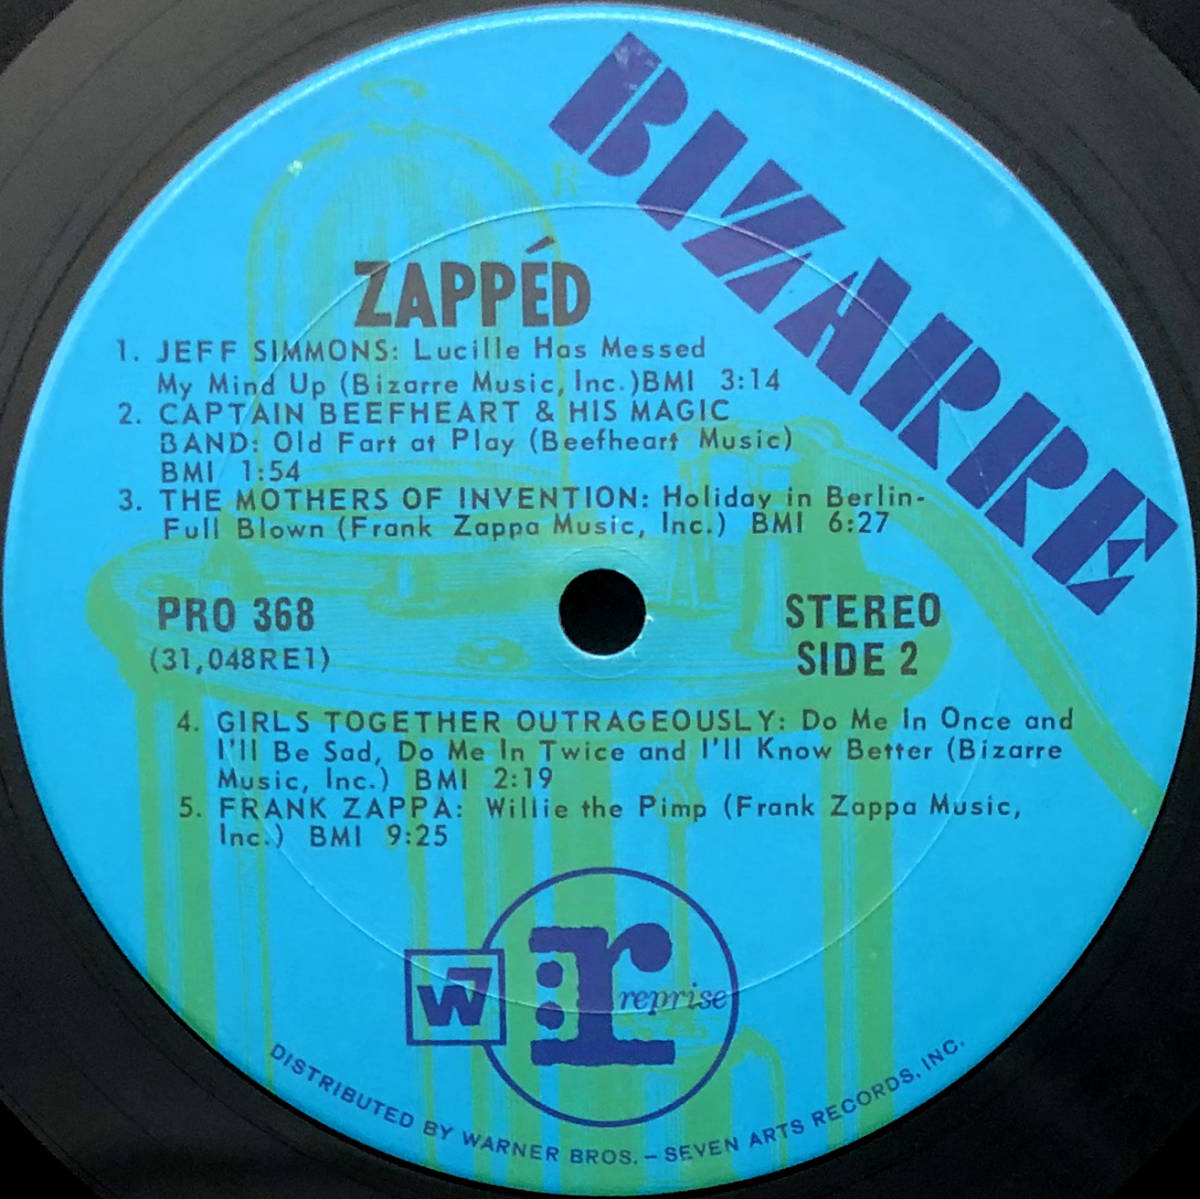 BIZARRE
ZAPPÉD
1. JEFF SIMMONS: Lucille Has Messed
My Mind Up (Bizarre Music, Inc.)BMI 3:14
2. CAPTAIN BEEFHEART & HIS MAGIC
BAND: Old Fart at Play (Beefheart Music)
BMI 1:54
3. THE MOTHERS OF INVENTION: Holiday in Berlin-
Full Blown (Frank Zappa Music, Inc.) BMI 6:27
PRO 368
(31,048RE1)
STEREO
SIDE 2
4. GIRLS TOGETHER OUTRAGEOUSLY: Do Me In Once and
I'll Be Sad, Do Me In Twice and I'll Know Better (Bizarre
Music, Inc.) BMI 2:19
5. FRANK ZAPPA: Willie the Pimp (Frank Zappa Music,
Inc.) BMI 9:25
W7
r: reprise
DISTRIBUTED BY WARNER BROS. – SEVEN ARTS RECORDS, INC.